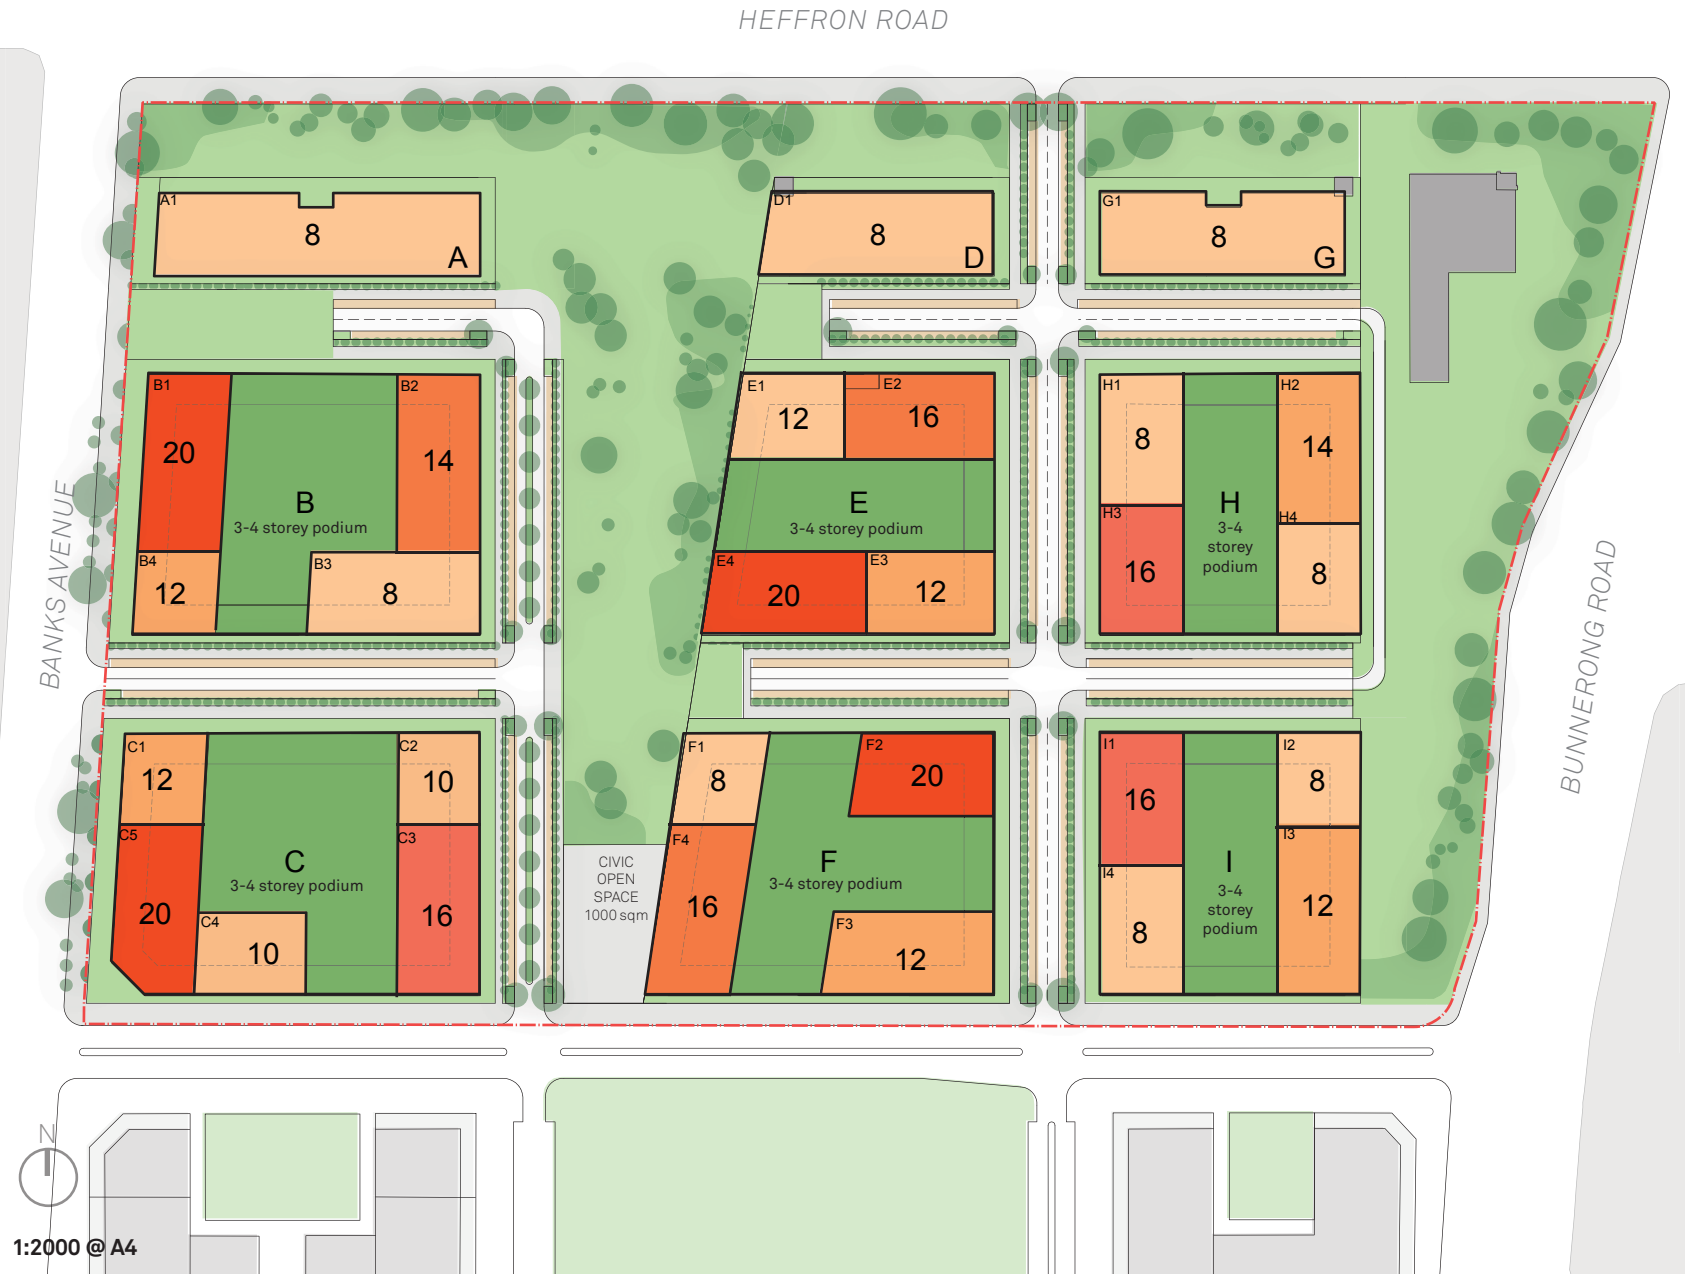 HEFFRON ROAD
A1
8
A
D1
8
D
G1
8
G
B1
20
B2
14
B
3-4 storey podium
B4
12
B3
8
E1
12
E2
16
E
3-4 storey podium
E4
20
E3
12
H1
8
H2
14
H
3-4
storey
podium
H3
16
H4
8
BANKS AVENUE
BUNNERONG ROAD
C1
12
C2
10
C5
20
C
3-4 storey podium
C3
16
C4
10
CIVIC
OPEN
SPACE
1000 sqm
F1
8
F2
20
F4
16
F
3-4 storey podium
F3
12
I1
16
I2
8
I3
12
I
3-4
storey
podium
I4
8
N
1:2000 @ A4